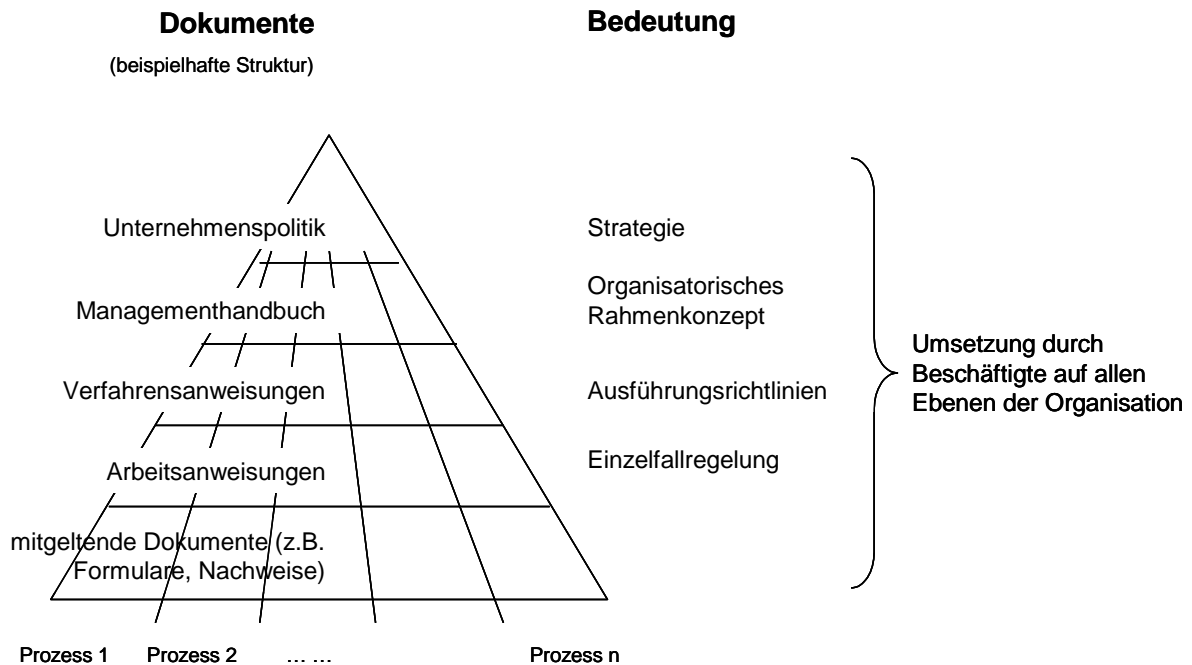 Dokumente
Bedeutung
(beispielhafte Struktur)
Unternehmenspolitik
Strategie
Managementhandbuch
Organisatorisches
Rahmenkonzept
Verfahrensanweisungen
Ausführungsrichtlinien
Arbeitsanweisungen
Einzelfallregelung
mitgeltende Dokumente (z.B.
Formulare, Nachweise)
Umsetzung durch
Beschäftigte auf allen
Ebenen der Organisation
Prozess 1
Prozess 2
... ...
Prozess n